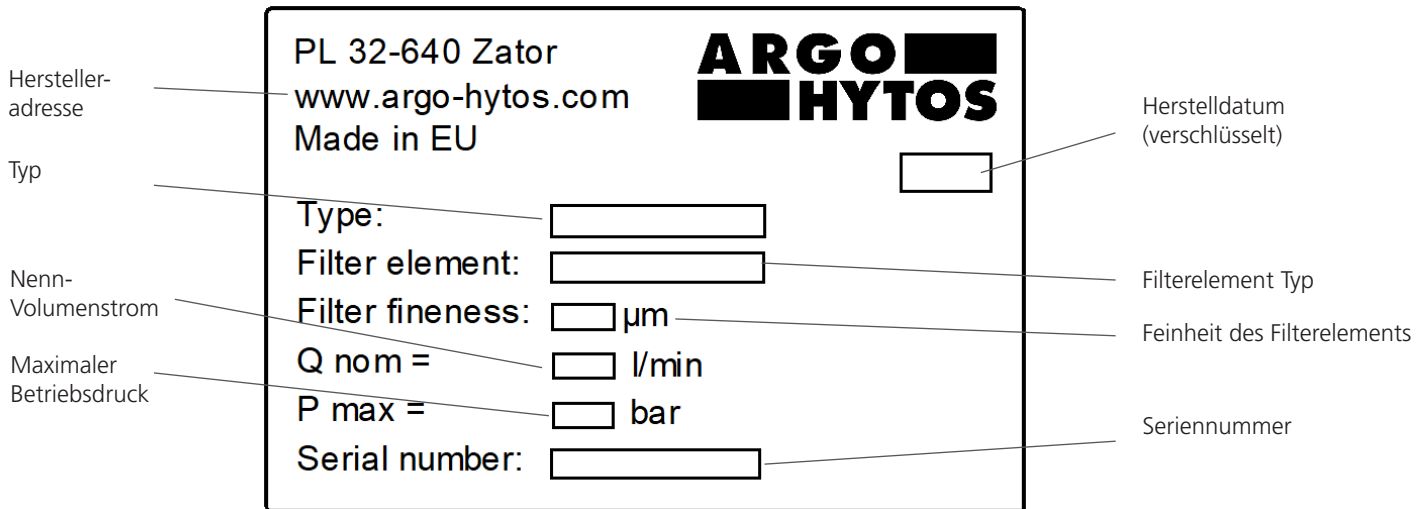 Hersteller-
adresse
Typ
Nenn-
Volumenstrom
Maximaler
Betriebsdruck
PL 32-640 Zator
www.argo-hytos.com
Made in EU
ARGO
HYTOS
Type:
Filter element:
Filter fineness: µm
Q nom = l/min
P max = bar
Serial number:
Herstelldatum
(verschlüsselt)
Filterelement Typ
Feinheit des Filterelements
Seriennummer